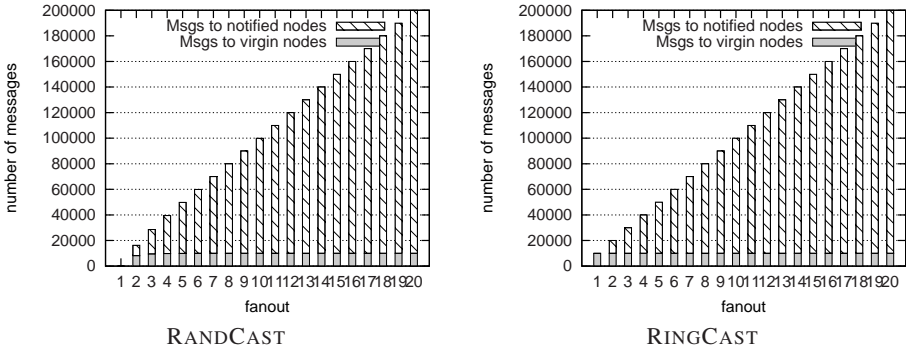 200000
180000
160000
140000
120000
100000
80000
60000
40000
20000
0
number of messages
Msgs to notified nodes
Msgs to virgin nodes
1 2 3 4 5 6 7 8 9 10 11 12 13 14 15 16 17 18 19 20
fanout
RANDCAST
200000
180000
160000
140000
120000
100000
80000
60000
40000
20000
0
number of messages
Msgs to notified nodes
Msgs to virgin nodes
1 2 3 4 5 6 7 8 9 10 11 12 13 14 15 16 17 18 19 20
fanout
RINGCAST